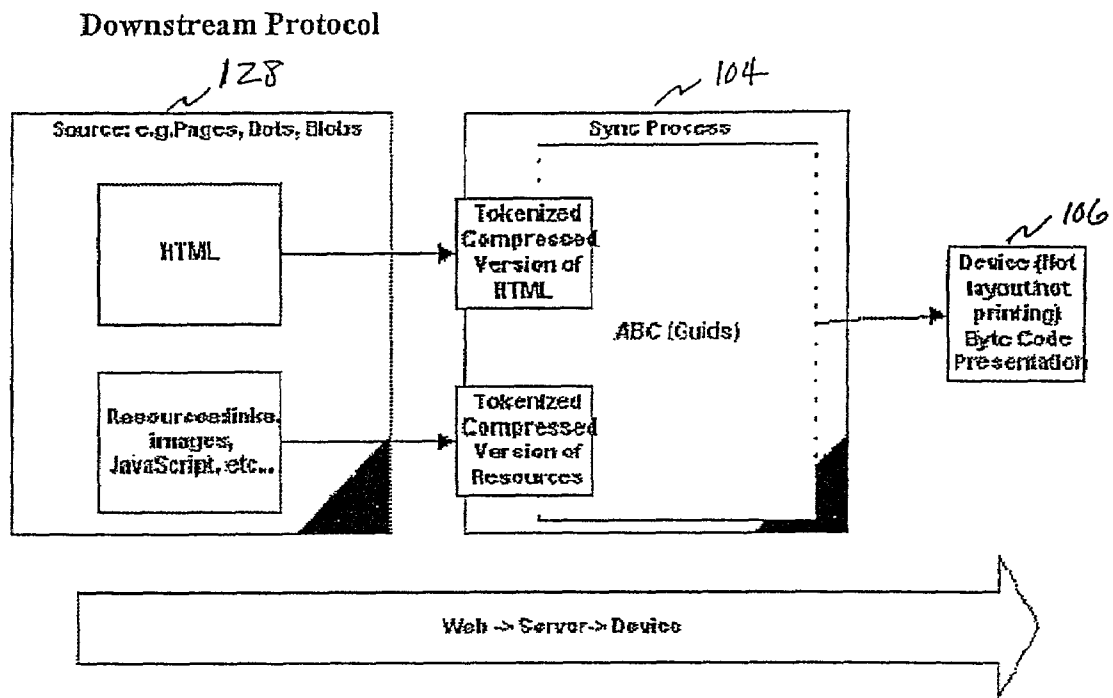 Downstream Protocol
128
104
Source: e.g.Pages, Dots, Blobs
Sync Process
HTML
Tokenized
Compressed
Version of
HTML
106
Device (Not
layout/not
printing)
Byte Code
Presentation
ABC (Guids)
Resources:links,
images,
JavaScript, etc...
Tokenized
Compressed
Version of
Resources
Web -> Server-> Device